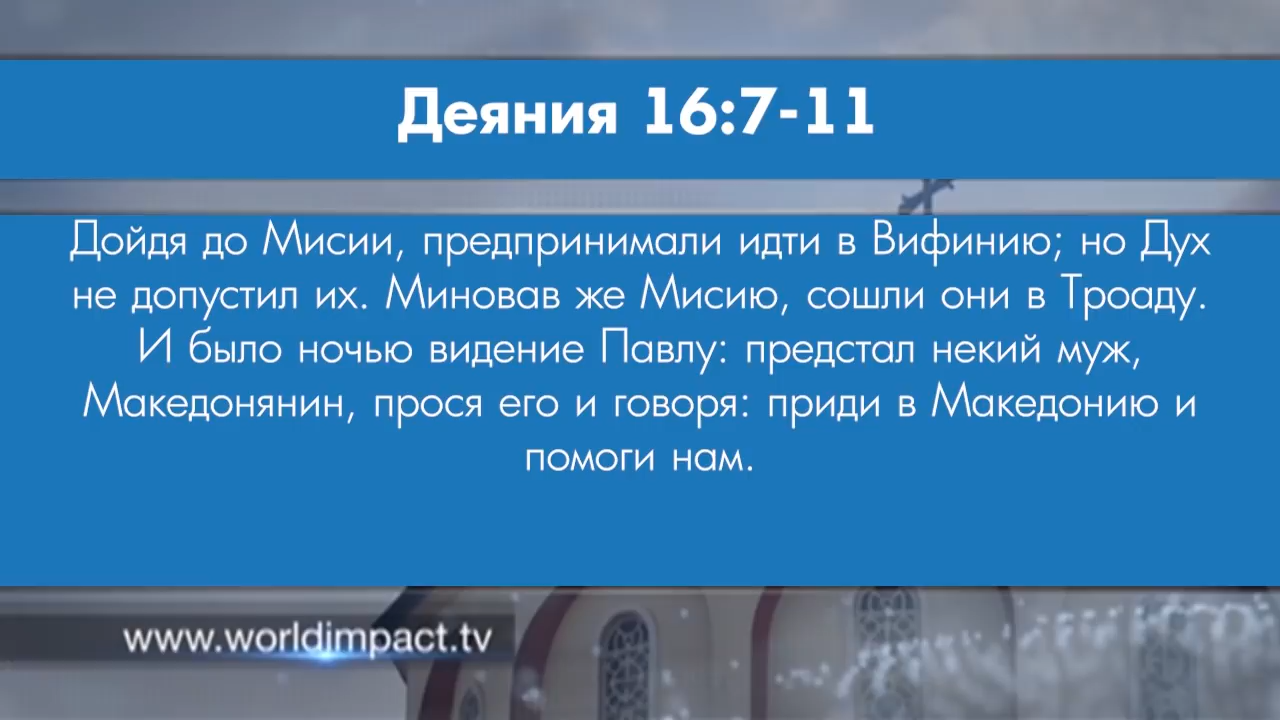 Деяния 16:7-11
Дойдя до Мисии, предпринимали идти в Вифинию; но Дух
не допустил их. Миновав же Мисию, сошли они в Троаду.
И было ночью видение Павлу: предстал некий муж,
Македонянин, прося его и говоря: приди в Македонию и
помоги нам.
www.worldimpact.tv